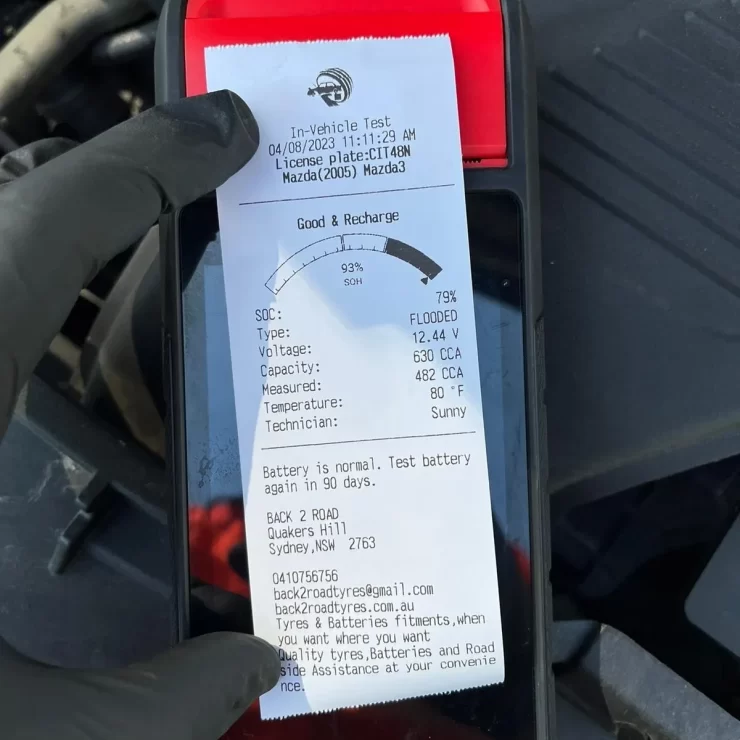 In-Vehicle Test
04/08/2023 11:11:29 AM
License plate:CIT48N
Mazda(2005) Mazda3
Good & Recharge
93%
SOH
SOC: 79%
Type: FLOODED
Voltage: 12.44 V
Capacity: 630 CCA
Measured: 482 CCA
Temperature: 80 °F
Technician: Sunny
Battery is normal. Test battery
again in 90 days.
BACK 2 ROAD
Quakers Hill
Sydney,NSW 2763
0410756756
back2roadtyres@gmail.com
back2roadtyres.com.au
Tyres & Batteries fitments,when
you want where you want
Quality tyres,Batteries and Road
side Assistance at your convenie
nce.